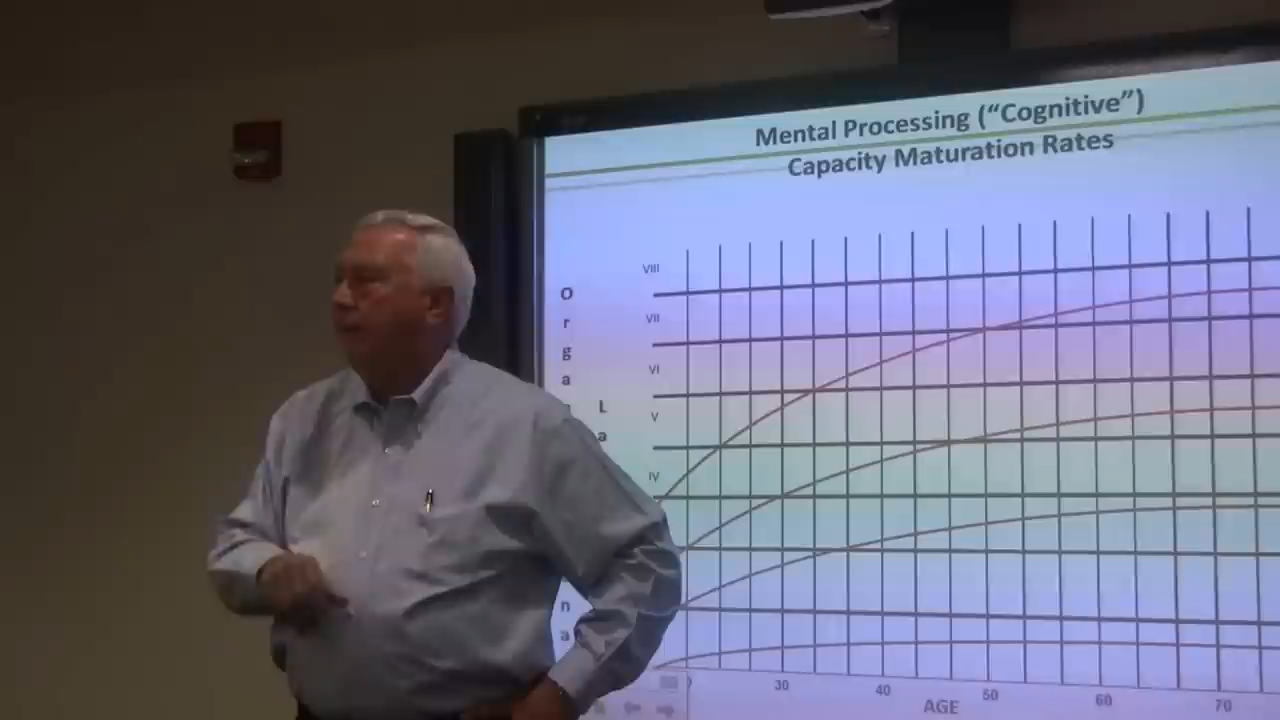 Mental Processing (“Cognitive”)
Capacity Maturation Rates
VIII
VII
VI
V
IV
O
r
g
a
L
a
n
a
30
40
50
60
70
AGE